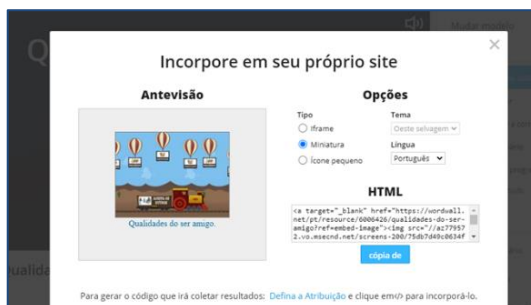 Mudar modelo
Incorpore em seu próprio site
Antevisão
Qualidades do ser amigo.
Opções
Tipo
Iframe
Miniatura
Ícone pequeno
Tema
Oeste selvagem
Língua
Português
HTML
<a target="_blank" href="https://wordwall.
net/pt/resource/6006426/qualidades-do-ser-
amigo?ref=embed-image"><img src="//az77957
2.vo.msecnd.net/screens-200/75db7d49c0634f
cópia de
Para gerar o código que irá coletar resultados: Defina a Atribuição e clique em</> para incorporá-lo.